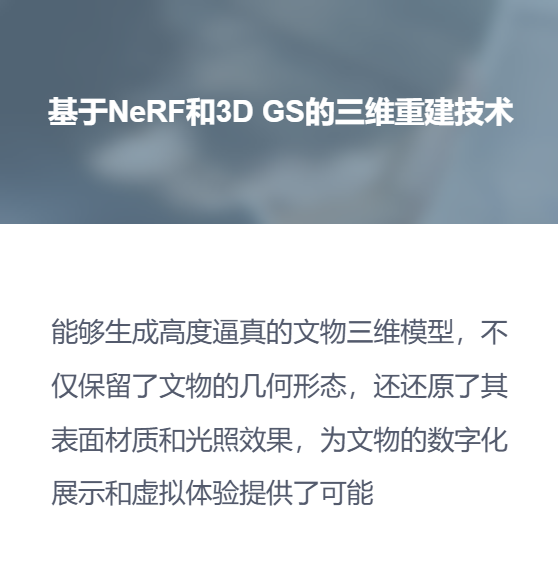 基于NeRF和3D GS的三维重建技术
能够生成高度逼真的文物三维模型，不
仅保留了文物的几何形态，还还原了其
表面材质和光照效果，为文物的数字化
展示和虚拟体验提供了可能